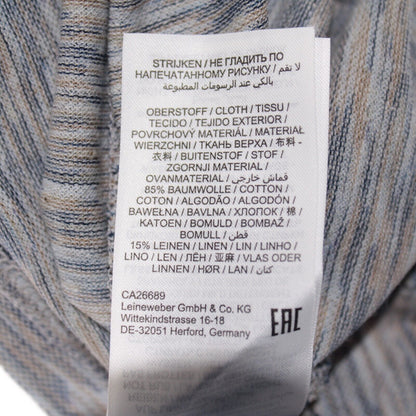 STRIJKEN / НЕ ГЛАДИТЬ ПО
НАПЕЧАТАННОМУ РИСУНКУ / لا تقم
بالكي عند الرسومات المطبوعة
OBERSTOFF / CLOTH / TISSU /
TECIDO / TEJIDO EXTERIOR /
POVRCHOVÝ MATERIÁL / MATERIAŁ
WIERZCHNI / ТКАНЬ ВЕРХА / 布料 -
衣料 / BUITENSTOF / STOF /
ZGORNJI MATERIAL /
OVANMATERIAL / قماش خارجي
85% BAUMWOLLE / COTTON /
COTON / ALGODÃO / ALGODÓN /
BAWEŁNA / BAVLNA / ХЛОПОК / 棉 /
KATOEN / BOMULD / BOMBAŽ /
BOMULL / قطن
15% LEINEN / LINEN / LIN / LINHO /
LINO / LEN / ЛЁН / 亚麻 / VLAS ODER
LINNEN / HØR / LAN / كتان
CA26689
Leineweber GmbH & Co. KG
Wittekindstrasse 16-18
DE-32051 Herford, Germany
EAC